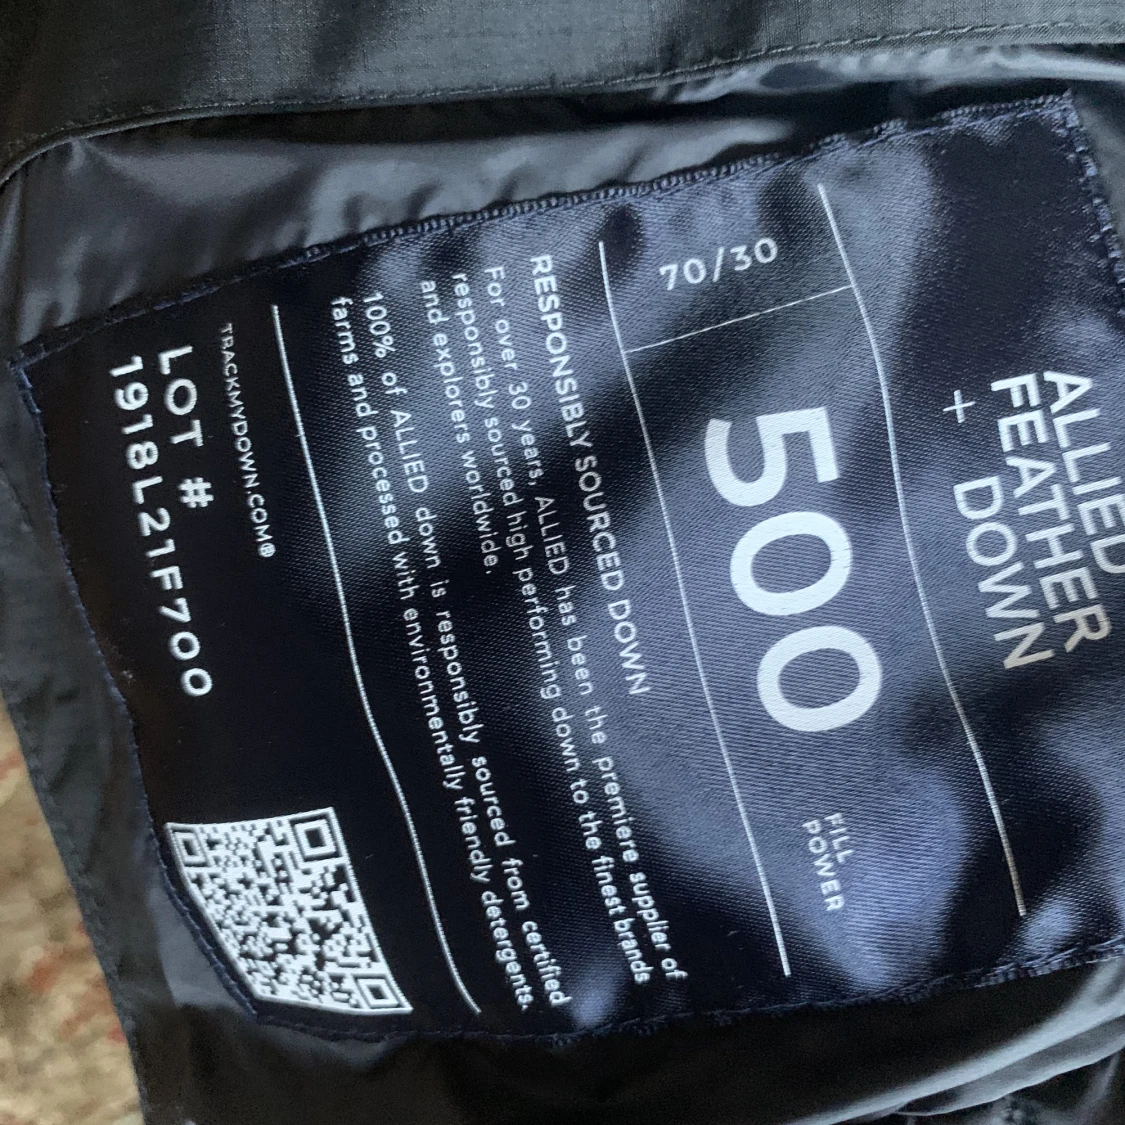 ALLIED
FEATHER
+ DOWN
70/30
500
FILL
POWER
RESPONSIBLY SOURCED DOWN
For over 30 years, ALLIED has been the premiere supplier of
responsibly sourced high performing down to the finest brands
and explorers worldwide.
100% of ALLIED down is responsibly sourced from certified
farms and processed with environmentally friendly detergents.
TRACKMYDOWN.COM®
LOT #
1918L21F700